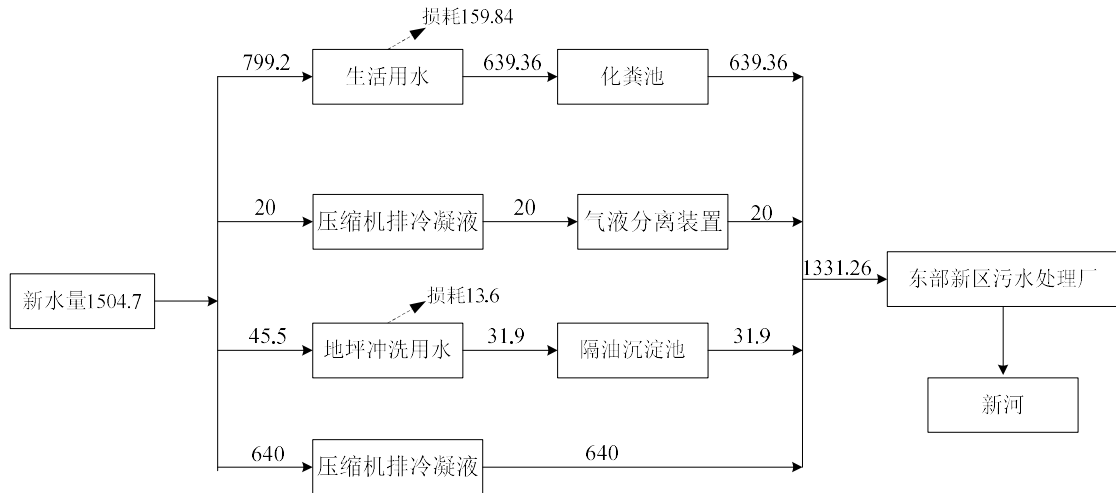 损耗159.84
799.2
生活用水
639.36
化粪池
639.36
20
压缩机排冷凝液
20
气液分离装置
20
新水量1504.7
1331.26
东部新区污水处理厂
损耗13.6
45.5
地坪冲洗用水
31.9
隔油沉淀池
31.9
新河
640
压缩机排冷凝液
640